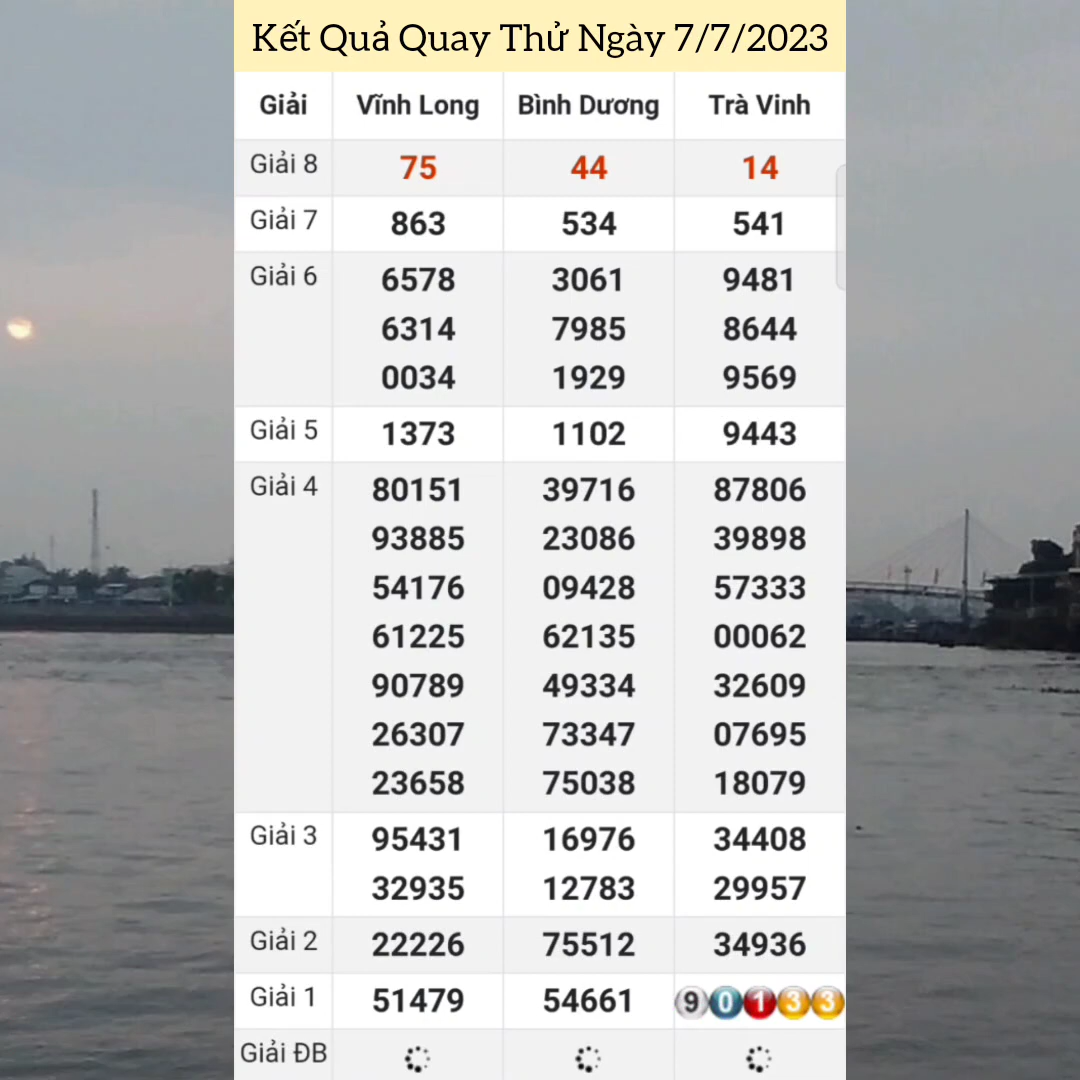 Kết Quả Quay Thử Ngày 7/7/2023
Giải Vĩnh Long Bình Dương Trà Vinh
Giải 8 75 44 14
Giải 7 863 534 541
Giải 6 6578 3061 9481
6314 7985 8644
0034 1929 9569
Giải 5 1373 1102 9443
Giải 4 80151 39716 87806
93885 23086 39898
54176 09428 57333
61225 62135 00062
90789 49334 32609
26307 73347 07695
23658 75038 18079
Giải 3 95431 16976 34408
32935 12783 29957
Giải 2 22226 75512 34936
Giải 1 51479 54661 90133
Giải ĐB